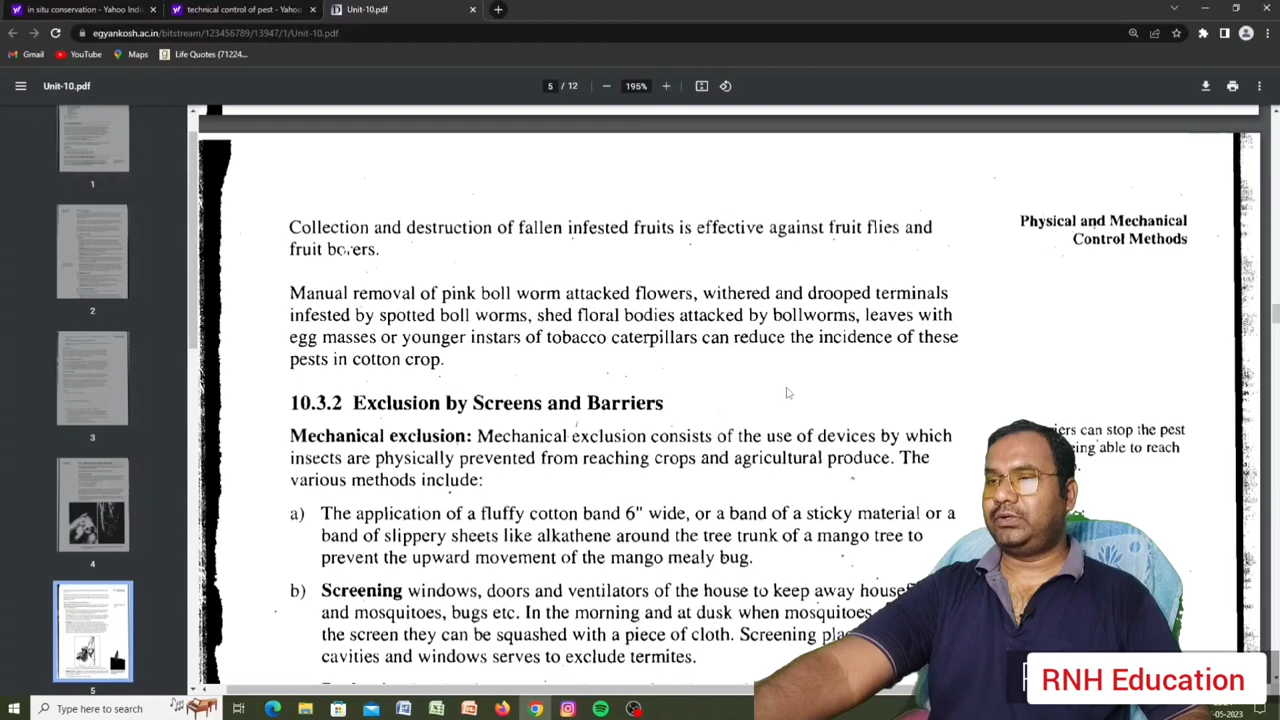 in situ conservation - Yahoo Indi
technical control of pest - Yahoo
Unit-10.pdf
egyankosh.ac.in/bitstream/123456789/13947/1/Unit-10.pdf
Gmail
YouTube
Maps
Life Quotes (71224...
Unit-10.pdf
5 / 12
195%
1
2
3
4
5
Physical and Mechanical
Control Methods
Collection and destruction of fallen infested fruits is effective against fruit flies and
fruit borers.
Manual removal of pink boll worm attacked flowers, withered and drooped terminals
infested by spotted boll worms, shed floral bodies attacked by bollworms, leaves with
egg masses or younger instars of tobacco caterpillars can reduce the incidence of these
pests in cotton crop.
10.3.2 Exclusion by Screens and Barriers
Mechanical exclusion: Mechanical exclusion consists of the use of devices by which
insects are physically prevented from reaching crops and agricultural produce. The
various methods include:
can stop the pest
able to reach
a) The application of a fluffy cotton band 6" wide, or a band of a sticky material or a
band of slippery sheets like alkathene around the tree trunk of a mango tree to
prevent the upward movement of the mango mealy bug.
b) Screening windows, doors and ventilators of the house to keep away house
and mosquitoes, bugs In the morning and at dusk when
the screen they can be squashed with a piece of cloth. Screening
cavities and windows serves to exclude termites.
Type here to search
-05-2023
RNH Education